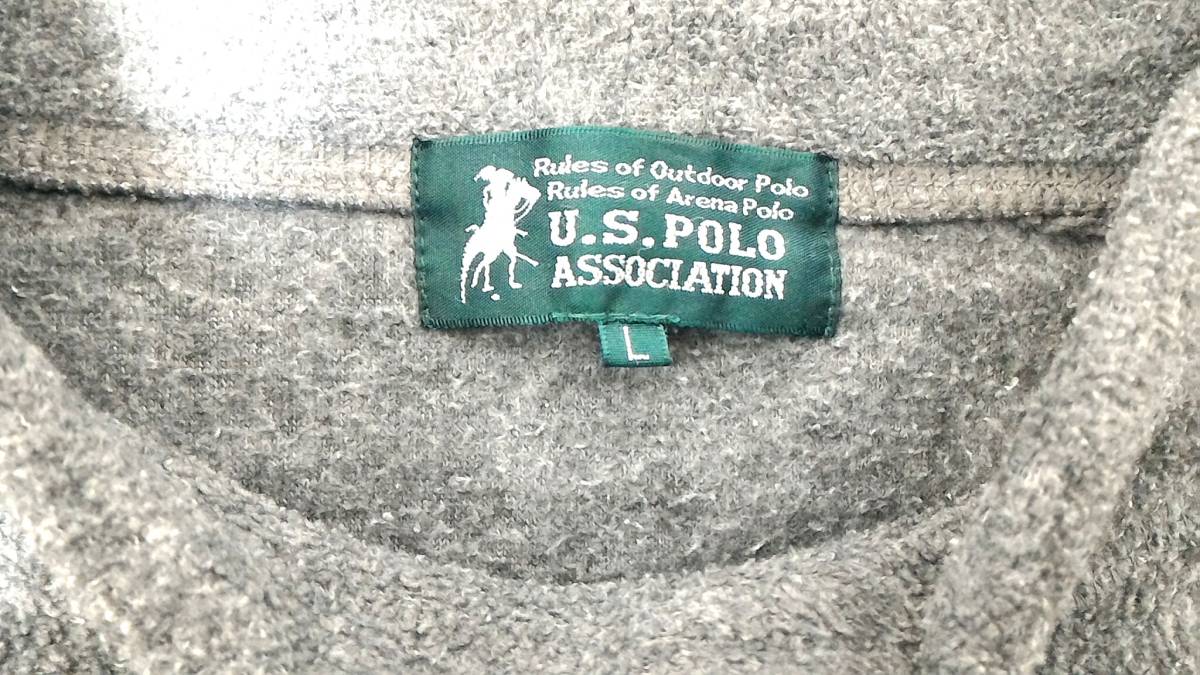 Rules of Outdoor Polo
Rules of Arena Polo
U.S. POLO
ASSOCIATION
L